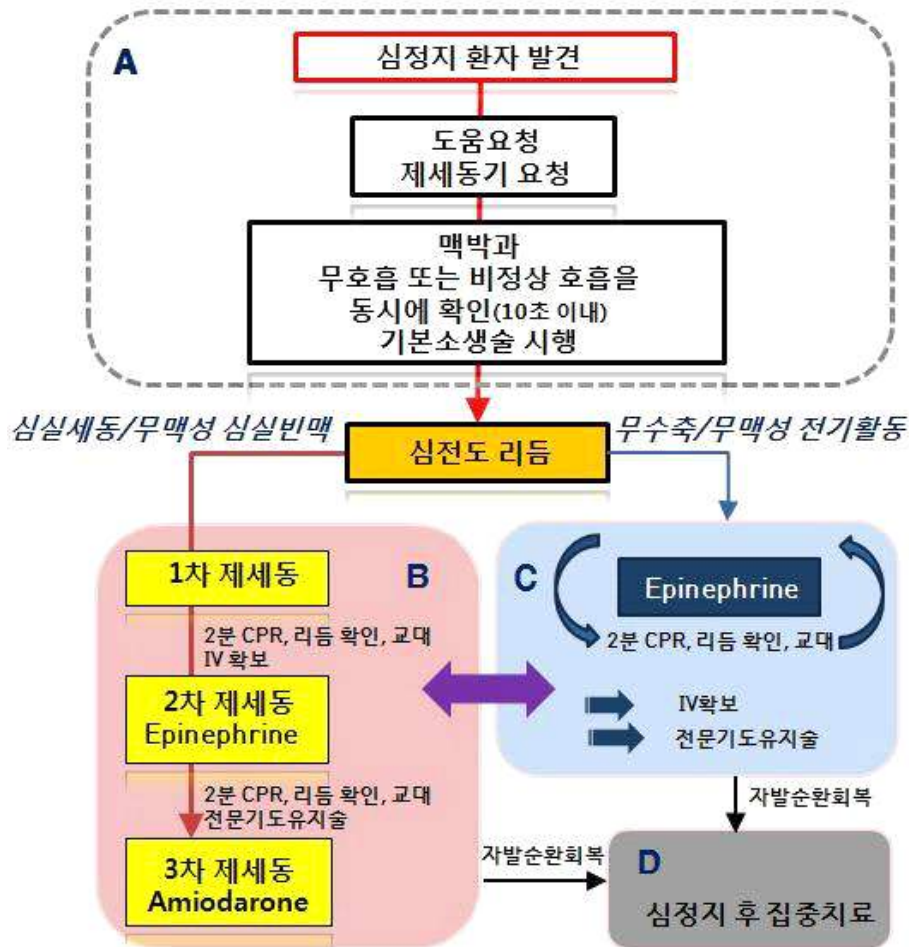 A
심정지 환자 발견
도움요청
제세동기 요청
맥박과
무호흡 또는 비정상 호흡을
동시에 확인(10초 이내)
기본소생술 시행
심실세동/무맥성 심실빈맥
무수축/무맥성 전기활동
심전도 리듬
B
1차 제세동
2분 CPR, 리듬 확인, 교대
IV 확보
2차 제세동
Epinephrine
2분 CPR, 리듬 확인, 교대
전문기도유지술
3차 제세동
Amiodarone
C
Epinephrine
2분 CPR, 리듬 확인, 교대
IV확보
전문기도유지술
자발순환회복
자발순환회복
D
심정지 후 집중치료